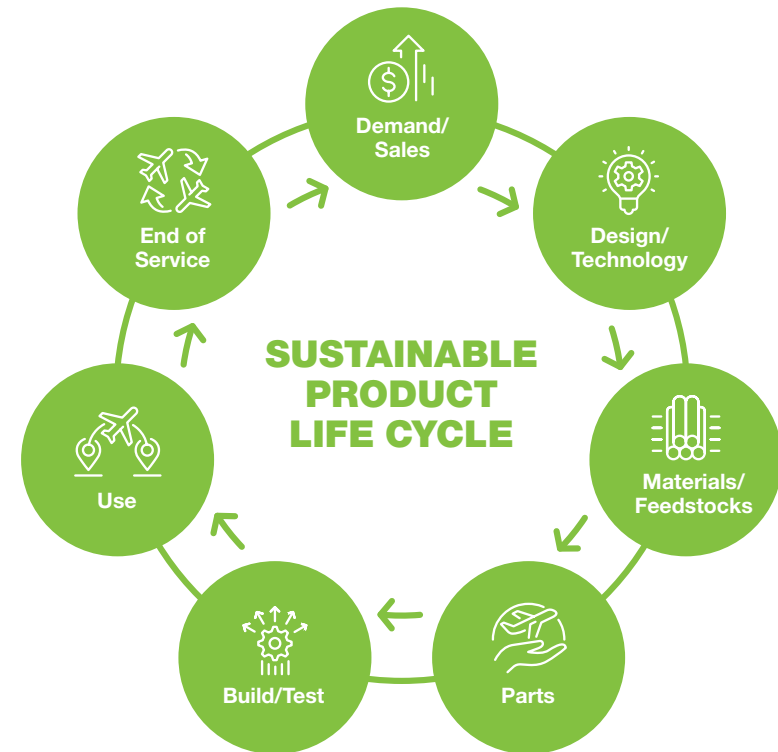 Demand/
Sales
Design/
Technology
Materials/
Feedstocks
Parts
Build/Test
Use
End of
Service
SUSTAINABLE
PRODUCT
LIFE CYCLE